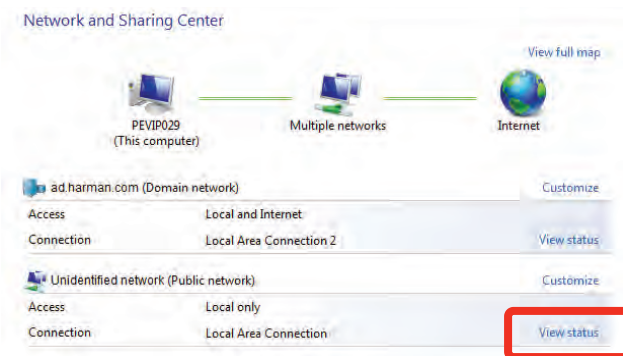 Network and Sharing Center
View full map
PEVIP029
(This computer)
Multiple networks
Internet
ad.harman.com (Domain network)
Customize
Access Local and Internet
Connection Local Area Connection 2 View status
Unidentified network (Public network)
Customize
Access Local only
Connection Local Area Connection View status